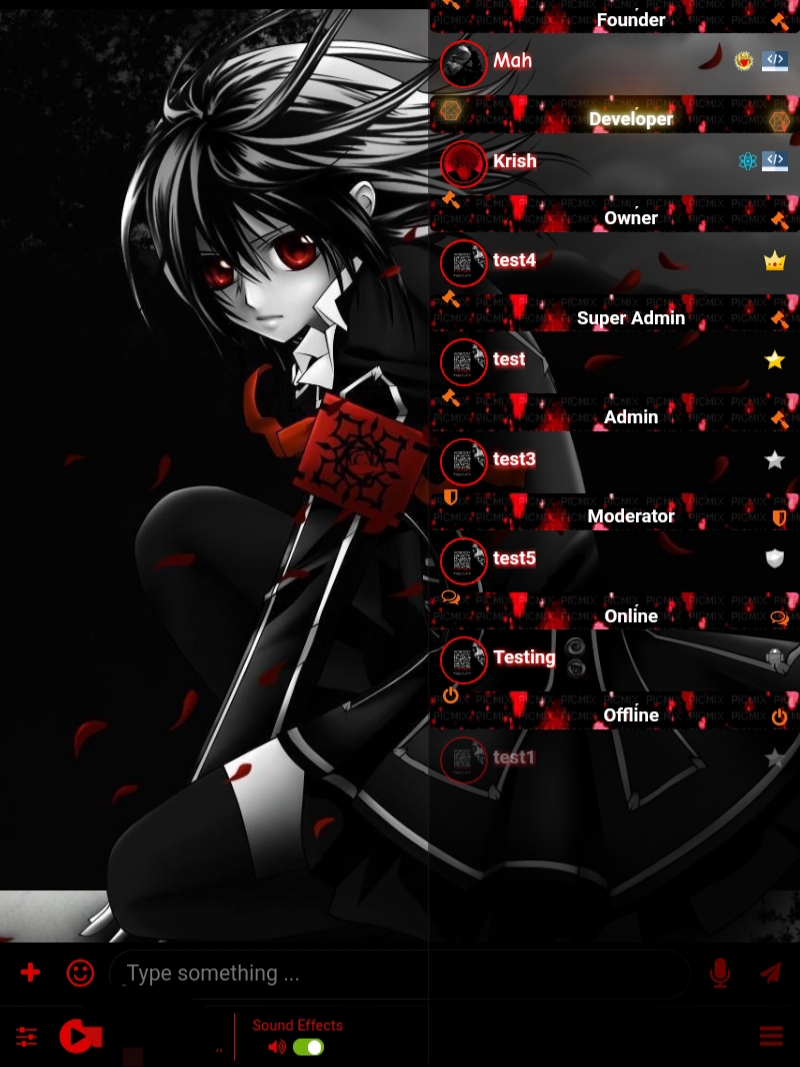 Founder
Mah
Developer
Krish
Owner
test4
Super Admin
test
Admin
test3
Moderator
test5
Online
Testing
Offline
test1
Type something ...
Sound Effects